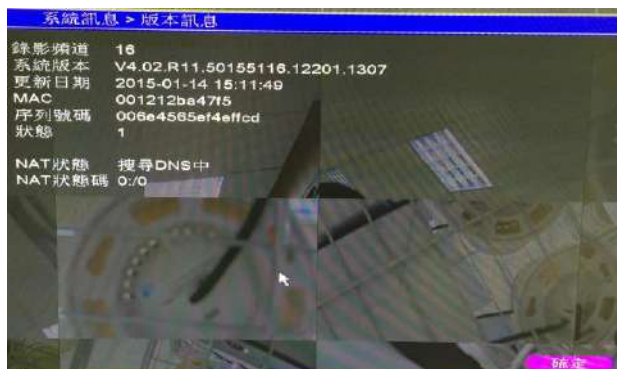 系統訊息 > 版本訊息
錄影頻道 16
系統版本 V4.02.R11.50155116.12201.1307
更新日期 2015-01-14 15:11:49
MAC 001212ba47f5
序列號碼 006e4565ef4effcd
狀態 1
NAT狀態 搜尋DNS中
NAT狀態碼 0:/0
確定